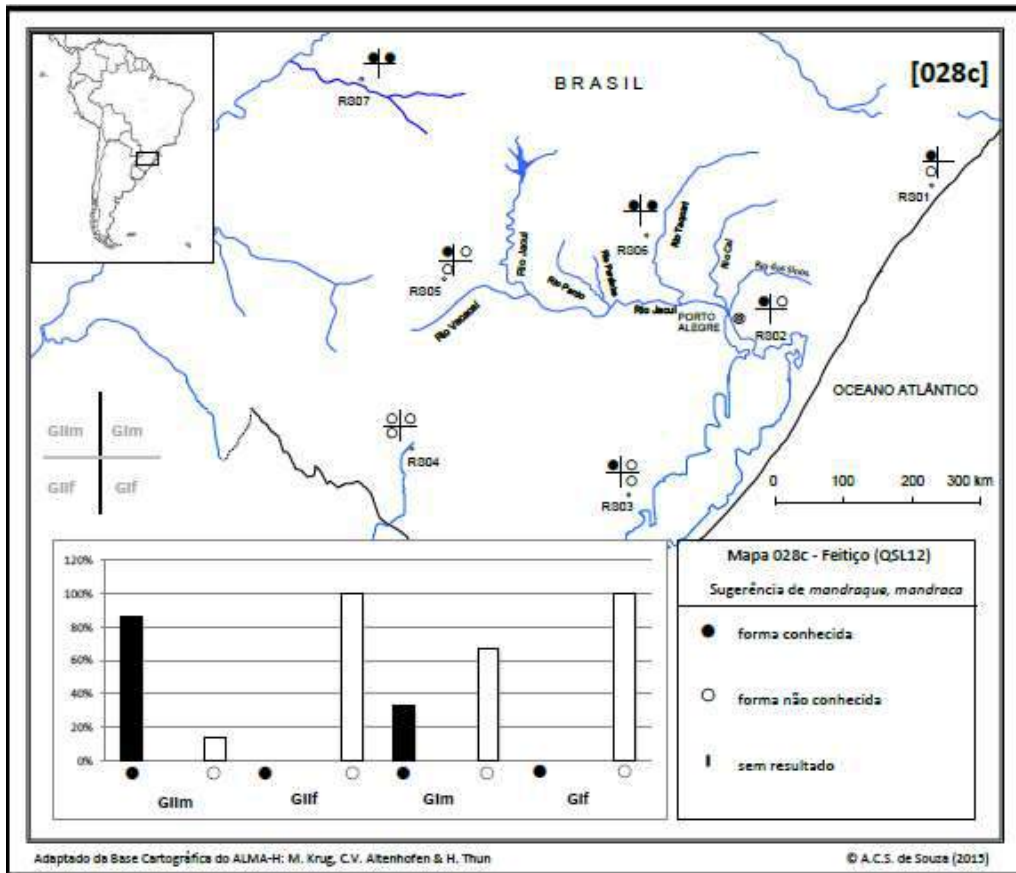 [028c]
BRASIL
RS07
RS01
RS06
RS05
RS02
RS04
RS03
Rio Jacuí
Rio Pardo
Rio Taquari
Rio Caí
Rio dos Sinos
Rio Vacacaí
Rio Jacuí
PORTO
ALEGRE
OCEANO ATLÂNTICO
0 100 200 300 km
GIIm GIm
GIIf GIf
120%
100%
80%
60%
40%
20%
0%
GIIm GIIf GIm GIf
Mapa 028c - Feitiço (QSL12)
Sugerência de mandraque, mandraca
forma conhecida
forma não conhecida
sem resultado
Adaptado da Base Cartográfica do ALMA-H: M. Krug, C.V. Altenhofen & H. Thun
© A.C.S. de Souza (2015)